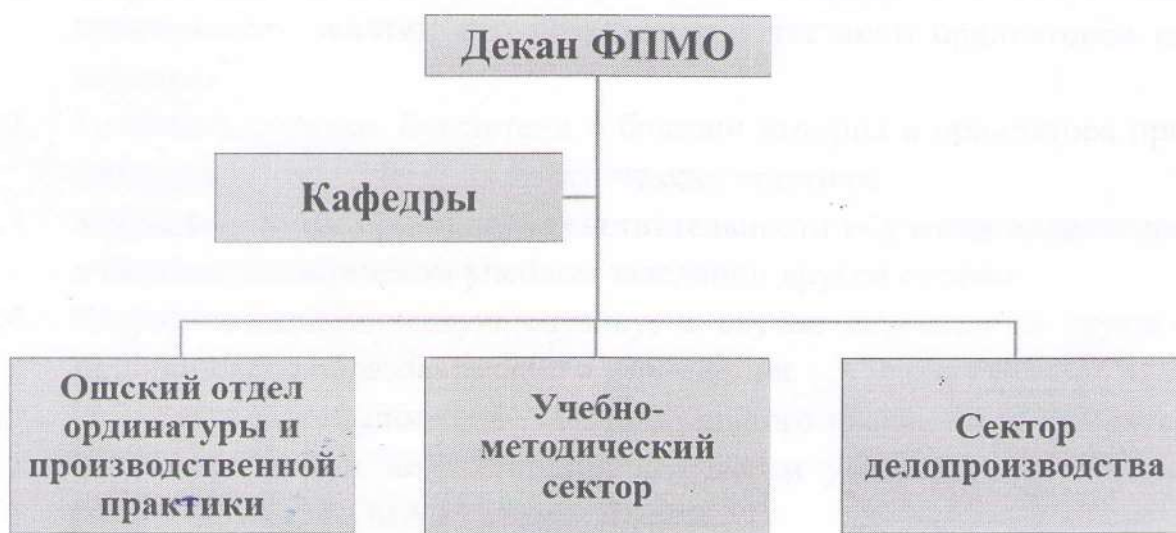 Декан ФПМО
Кафедры
Ошский отдел
ординатуры и
производственной
практики
Учебно-
методический
сектор
Сектор
делопроизводства